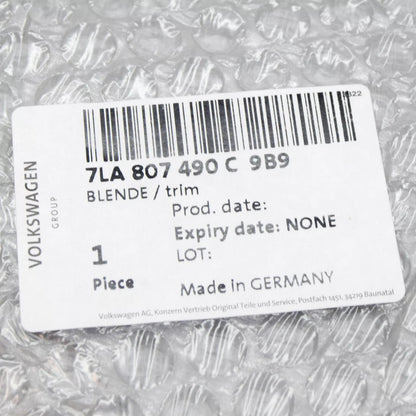 VOLKSWAGEN
GROUP
7LA 807 490 C 9B9
BLENDE / trim
Prod. date:
Expiry date: NONE
LOT:
1
Piece
Made in GERMANY
Volkswagen AG, Konzern Vertrieb Original Teile und Service, Postfach 1451, 34219 Baunatal